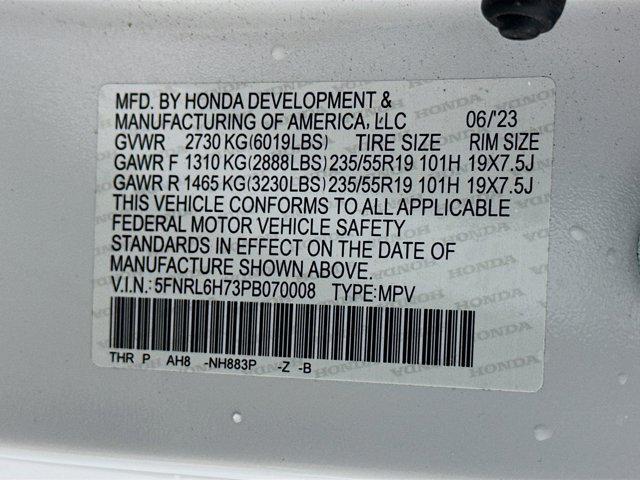 MFD. BY HONDA DEVELOPMENT &
MANUFACTURING OF AMERICA, LLC 06/'23
GVWR 2730 KG(6019LBS) TIRE SIZE RIM SIZE
GAWR F 1310 KG(2888LBS) 235/55R19 101H 19X7.5J
GAWR R 1465 KG(3230LBS) 235/55R19 101H 19X7.5J
THIS VEHICLE CONFORMS TO ALL APPLICABLE
FEDERAL MOTOR VEHICLE SAFETY
STANDARDS IN EFFECT ON THE DATE OF
MANUFACTURE SHOWN ABOVE.
V.I.N.: 5FNRL6H73PB070008 TYPE:MPV
THR P AH8 -NH883P -Z -B